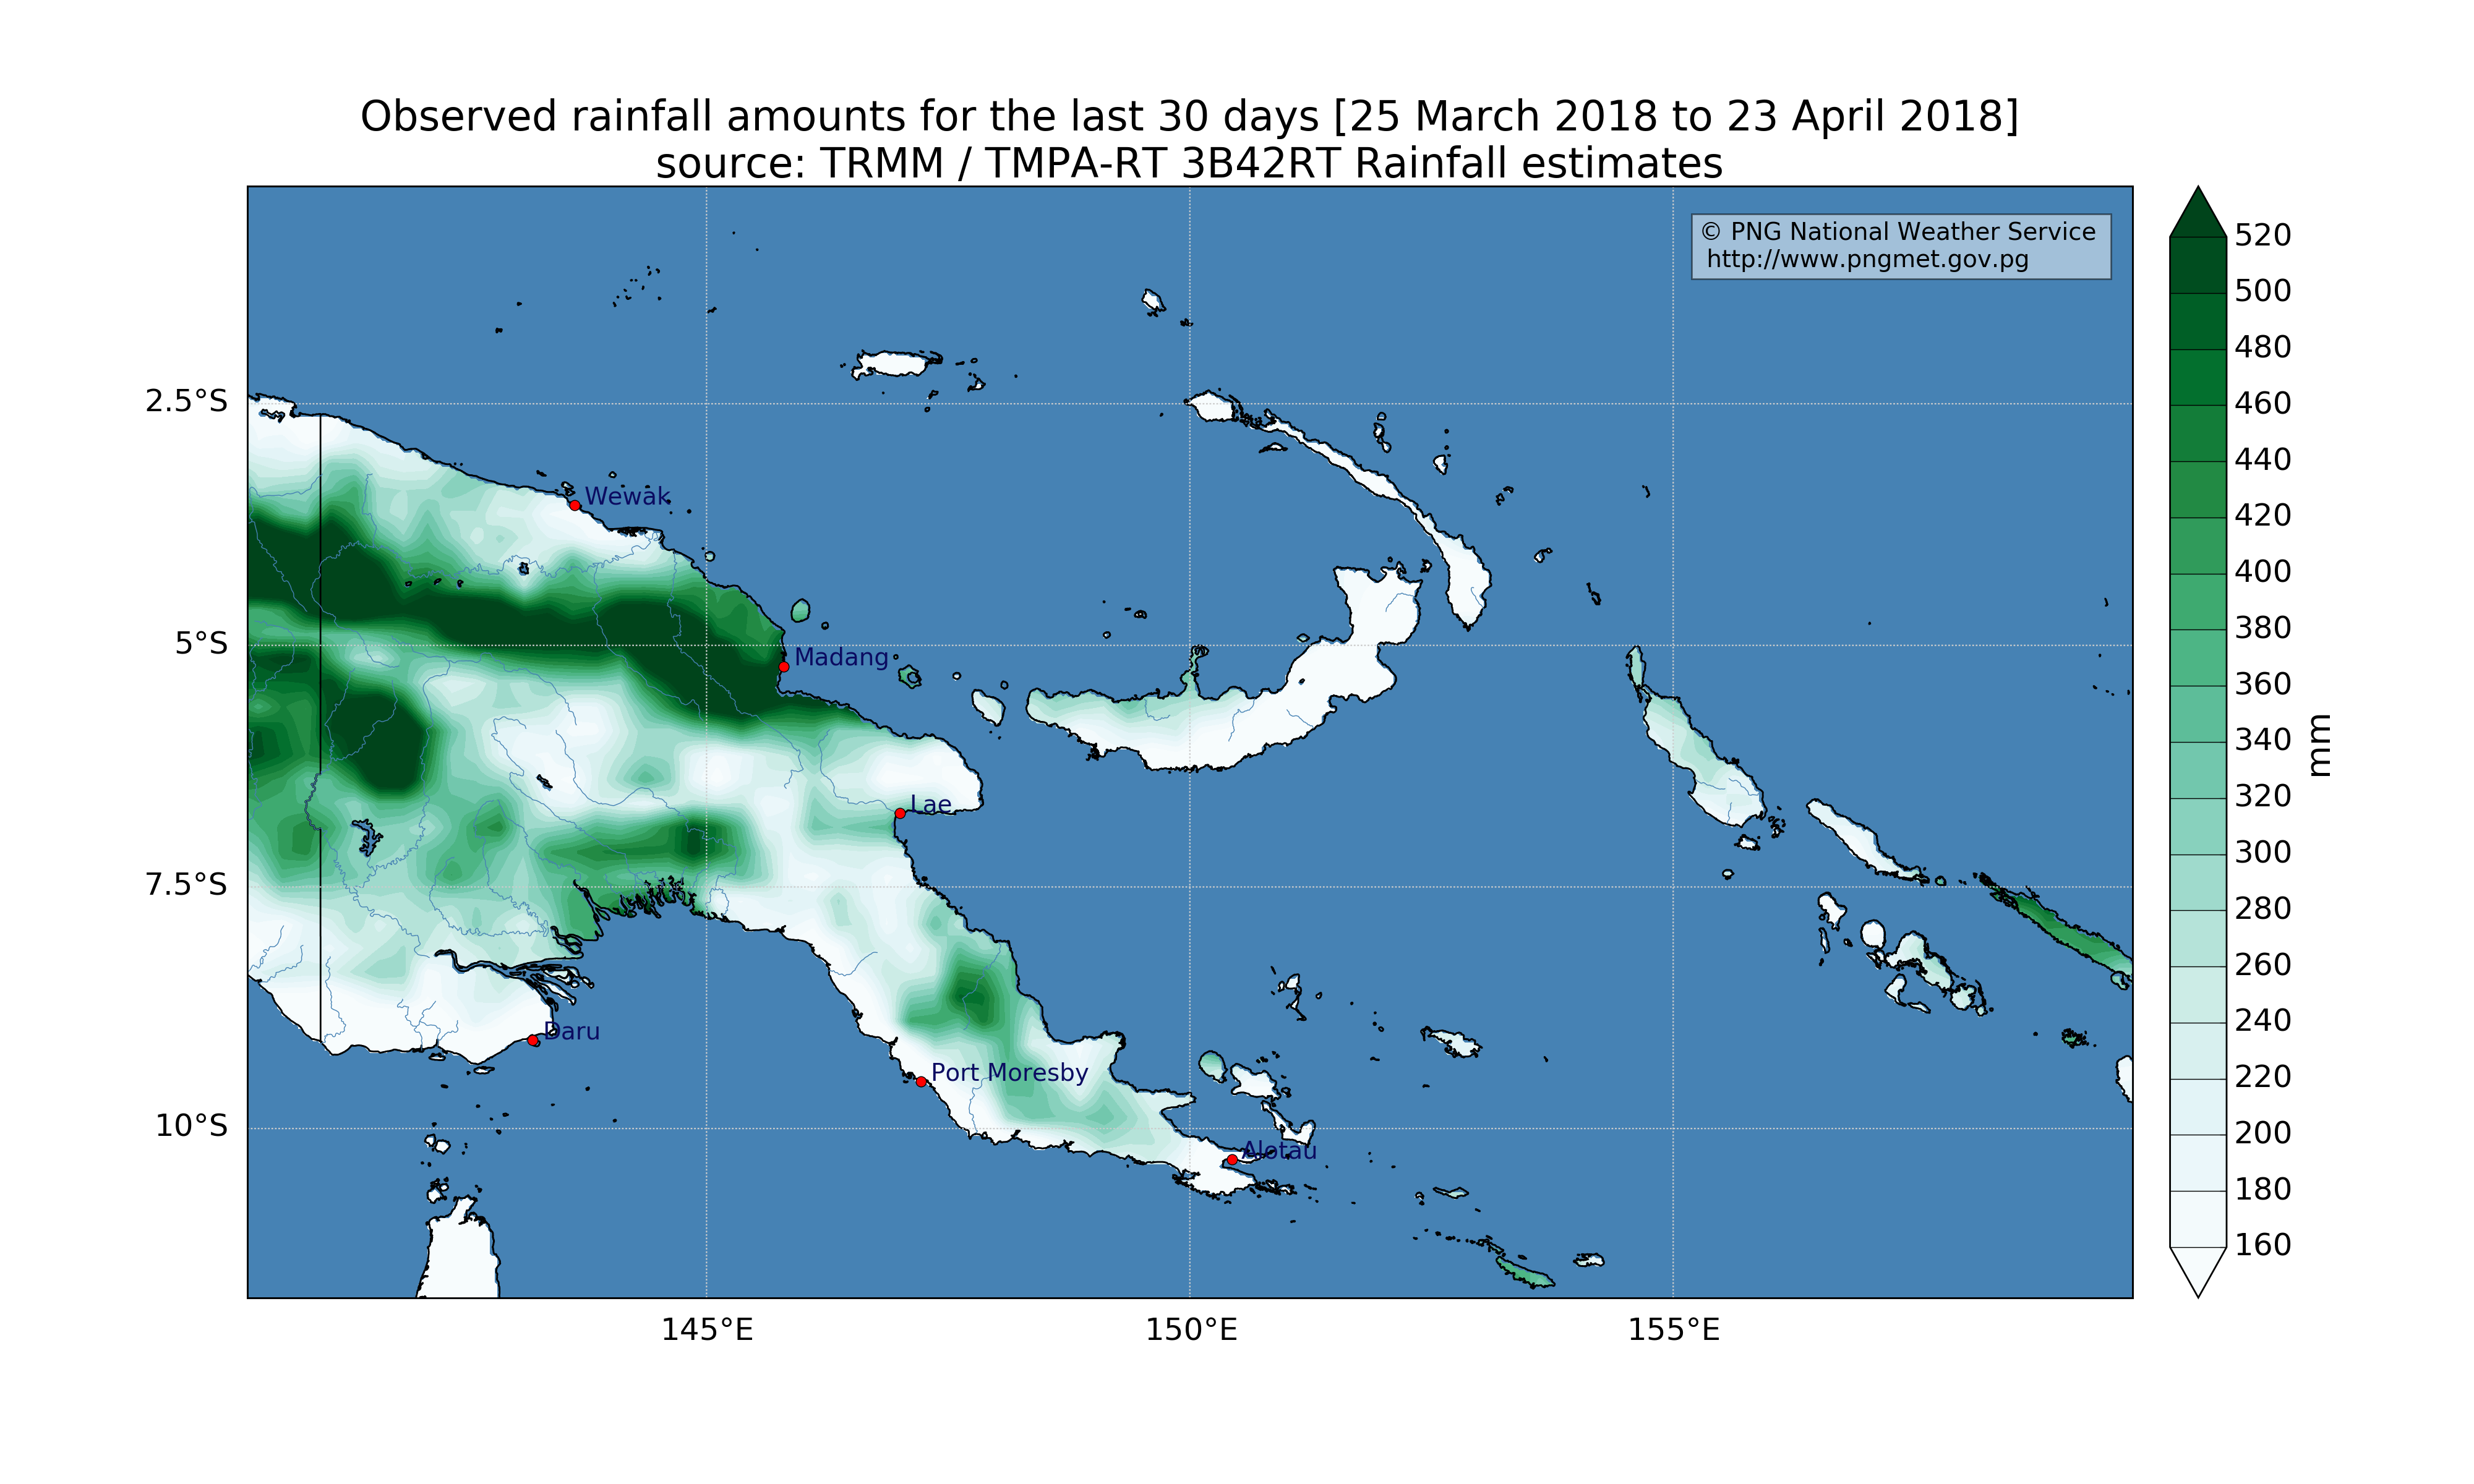 Observed rainfall amounts for the last 30 days [25 March 2018 to 23 April 2018]
source: TRMM / TMPA-RT 3B42RT Rainfall estimates
© PNG National Weather Service
http://www.pngmet.gov.pg
520
500
480
460
440
420
400
380
360
340
320
300
280
260
240
220
200
180
160
mm
2.5°S
5°S
7.5°S
10°S
Wewak
Madang
Lae
Daru
Port Moresby
Alotau
145°E
150°E
155°E